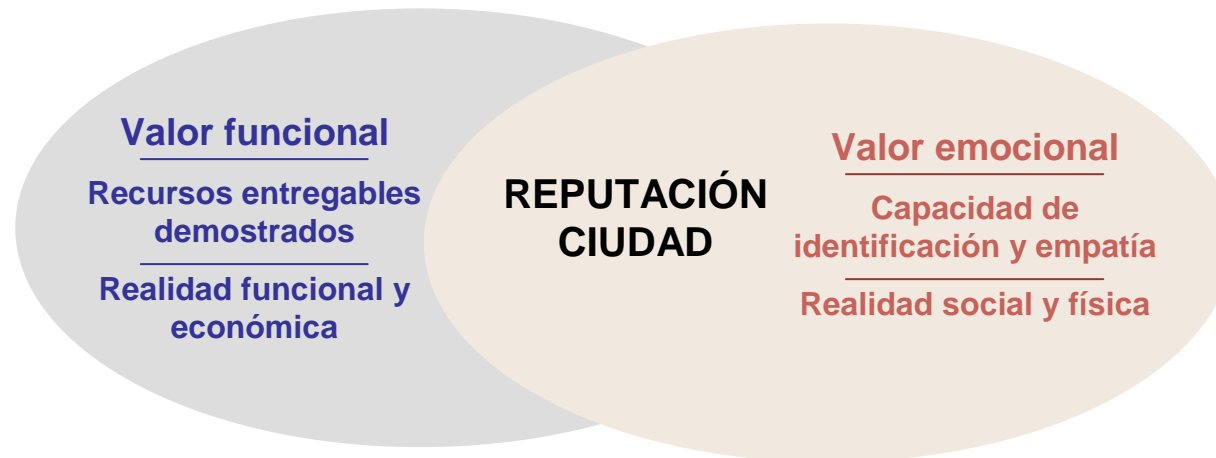 Valor funcional
Recursos entregables
demostrados
Realidad funcional y
económica
REPUTACIÓN
CIUDAD
Valor emocional
Capacidad de
identificación y empatía
Realidad social y física